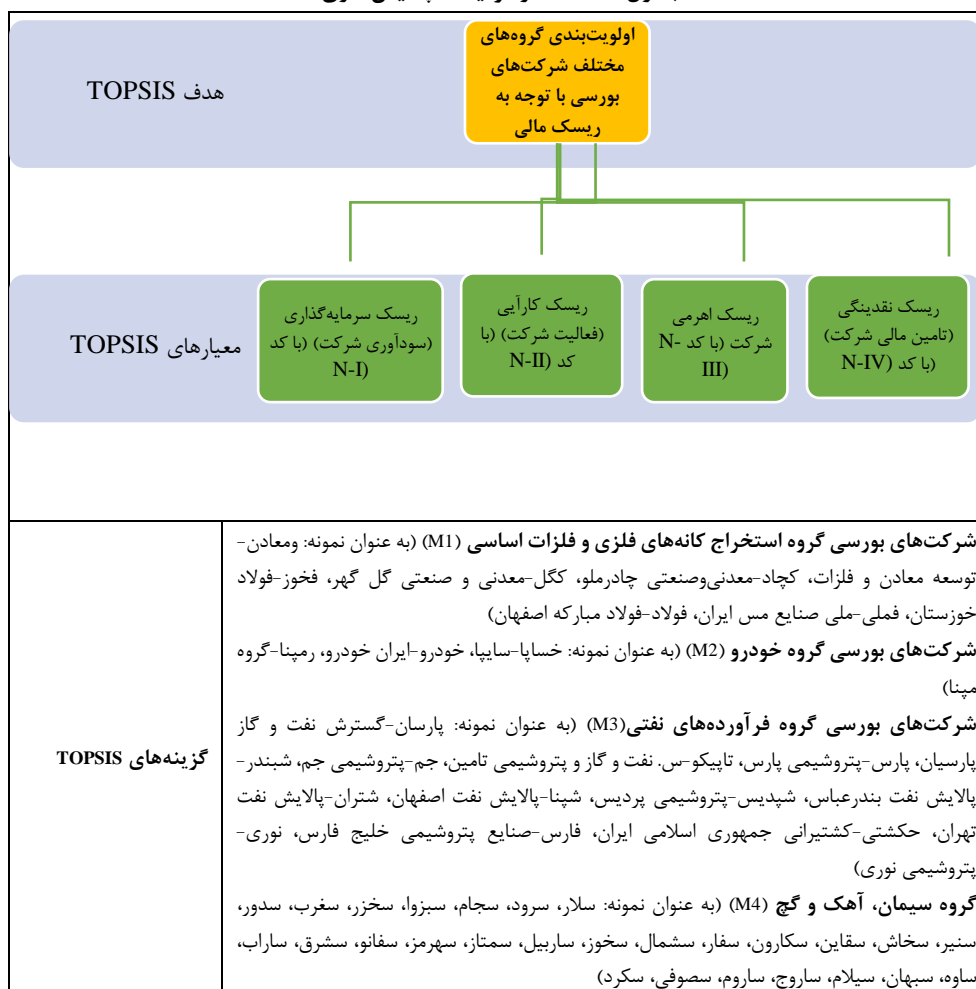 اولویت‌بندی گروه‌های
مختلف شرکت‌های
بورسی با توجه به
ریسک مالی
هدف TOPSIS
ریسک نقدینگی
(تامین مالی شرکت)
(با کد (N-IV
ریسک اهرمی
شرکت (با کد N-
(III
ریسک کارآیی
(فعالیت شرکت) (با
کد (N-II
ریسک سرمایه‌گذاری
(سودآوری شرکت) (با کد
(N-I
معیارهای TOPSIS
شرکت‌های بورسی گروه استخراج کانه‌های فلزی و فلزات اساسی (M1) (به عنوان نمونه: ومعادن-
توسعه معادن و فلزات، کچاد-معدنی‌وصنعتی چادرملو، کگل-معدنی و صنعتی گل گهر، فخوز-فولاد
خوزستان، فملی-ملی صنایع مس ایران، فولاد-فولاد مبارکه اصفهان)
شرکت‌های بورسی گروه خودرو (M2) (به عنوان نمونه: خساپا-سایپا، خودرو-ایران خودرو، رمپنا-گروه
مپنا)
شرکت‌های بورسی گروه فرآورده‌های نفتی(M3) (به عنوان نمونه: پارسان-گسترش نفت و گاز
پارسیان، پارس-پتروشیمی پارس، تاپیکو-س. نفت و گاز و پتروشیمی تامین، جم-پتروشیمی جم، شبندر-
پالایش نفت بندرعباس، شپدیس-پتروشیمی پردیس، شپنا-پالایش نفت اصفهان، شتران-پالایش نفت
تهران، حکشتی-کشتیرانی جمهوری اسلامی ایران، فارس-صنایع پتروشیمی خلیج فارس، نوری-
پتروشیمی نوری)
گروه سیمان، آهک و گچ (M4) (به عنوان نمونه: سلار، سرود، سجام، سبزوا، سخزر، سغرب، سدور،
سنیر، سخاش، سقاین، سکارون، سفار، سشمال، سخوز، ساربیل، سمتاز، سهرمز، سفانو، سشرق، ساراب،
ساوه، سبهان، سیلام، ساروج، ساروم، سصوفی، سکرد)
گزینه‌های TOPSIS